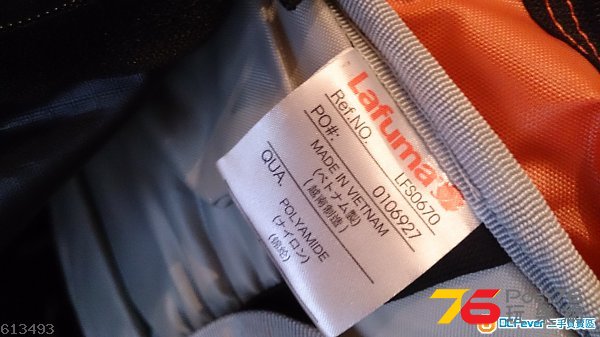 Lafuma
Ref.NO. LFS0670
PO#: 0106927
MADE IN VIETNAM
(ベトナム製)
(越南制造)
QUA. POLYAMIDE
(ナイロン)
(锦纶)
76
DCFever 二手買賣區
613493